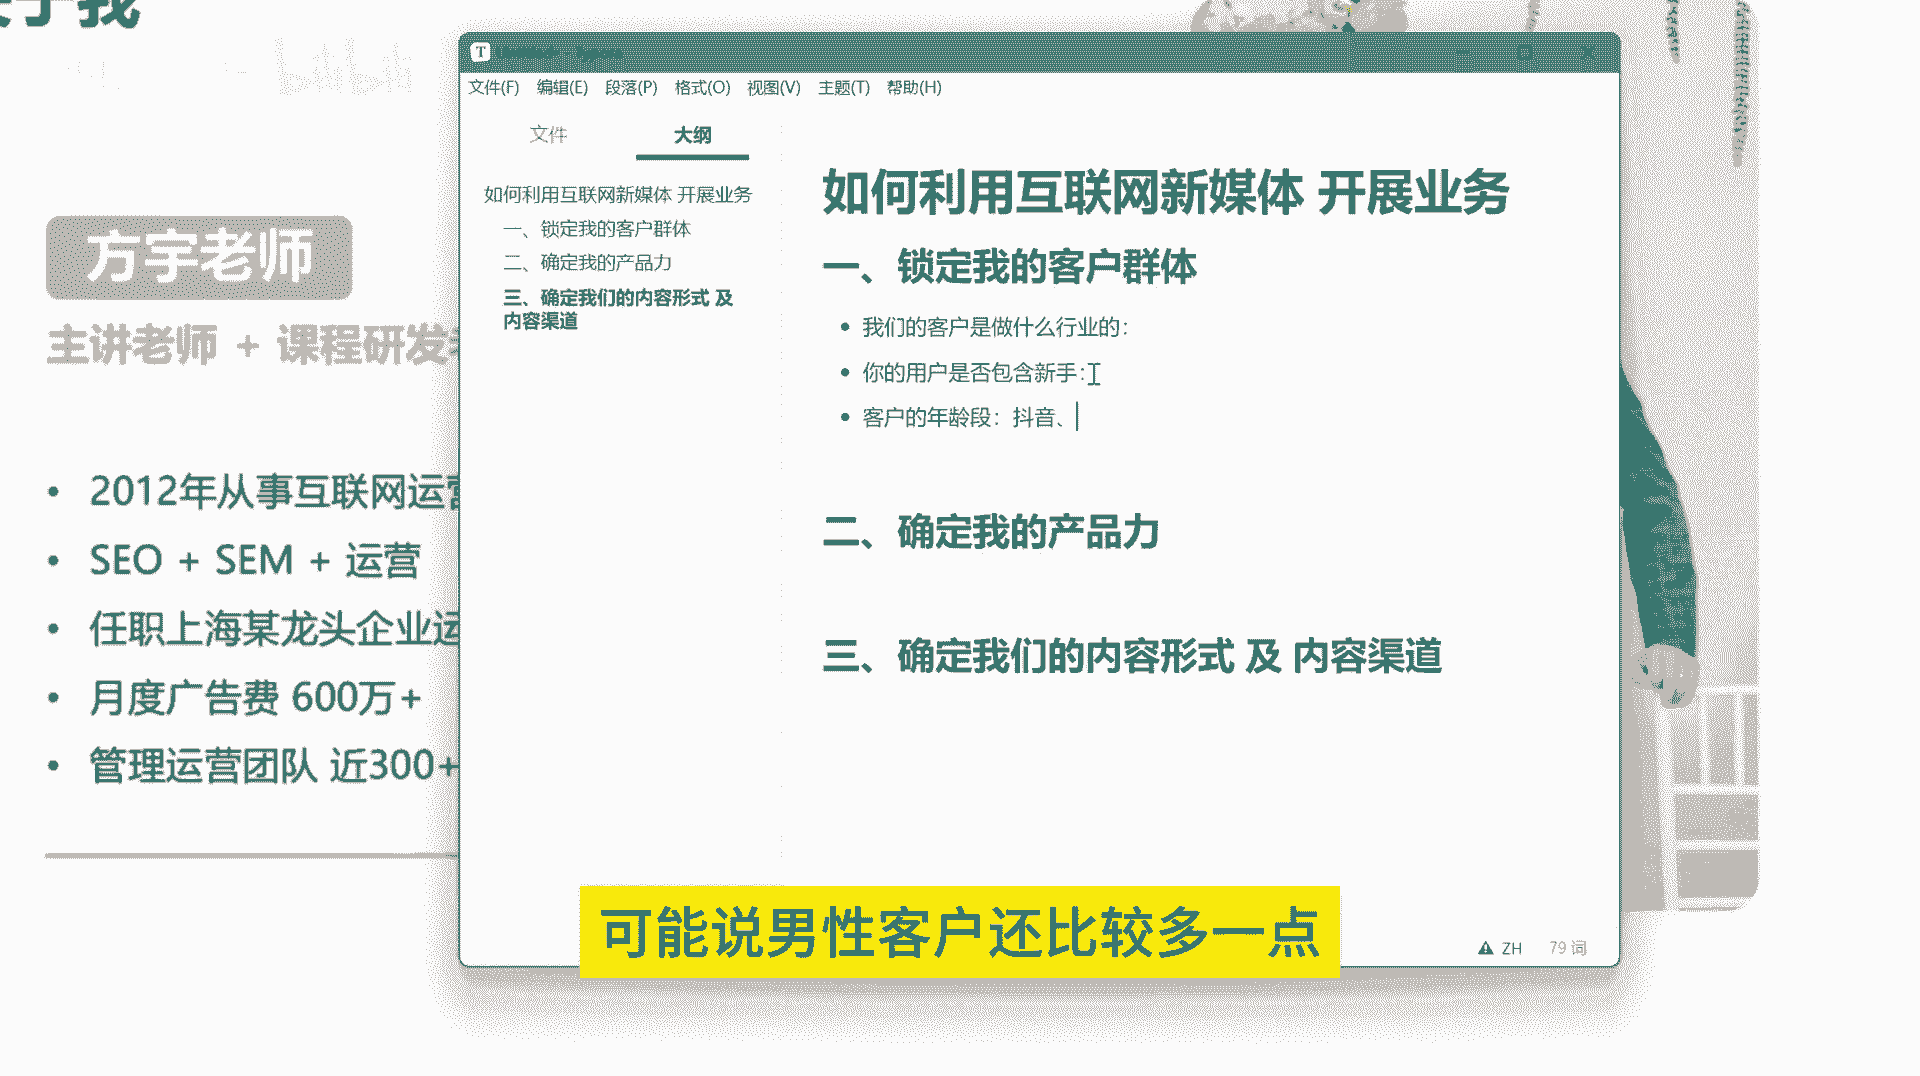 于我
bilibili
方宇老师
主讲老师 + 课程研发
2012年从事互联网运营
SEO + SEM + 运营
任职上海某龙头企业运
月度广告费 600万+
管理运营团队 近300+
文件(F) 编辑(E) 段落(P) 格式(O) 视图(V) 主题(T) 帮助(H)
文件 大纲
如何利用互联网新媒体 开展业务
一、锁定我的客户群体
二、确定我的产品力
三、确定我们的内容形式 及
内容渠道
如何利用互联网新媒体 开展业务
一、锁定我的客户群体
我们的客户是做什么行业的：
你的用户是否包含新手：
客户的年龄段：抖音、
二、确定我的产品力
三、确定我们的内容形式 及 内容渠道
ZH 79 词
可能说男性客户还比较多一点